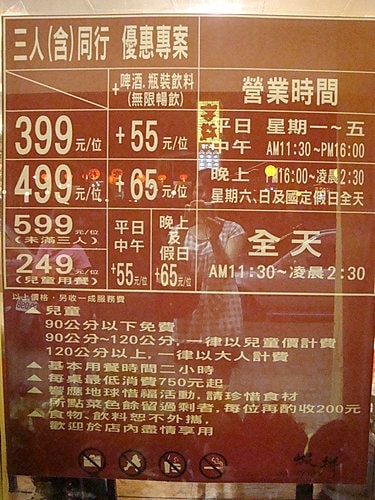 三人(含)同行 優惠專案
+啤酒.瓶裝飲料
(無限暢飲)
399元/位 +55元/位
499元/位 +65元/位
599元/位
(未滿三人)
249元/位
(兒童用餐)
平日
中午
+55元/位
晚上
及
假日
+65元/位
營業時間
平日 星期一~五
中午 AM11:30~PM16:00
晚上 PM16:00~凌晨2:30
星期六、日及國定假日全天
全天
AM11:30~凌晨2:30
以上價格,另收一成服務費
兒童
90公分以下免費
90公分~120公分,一律以兒童價計費
120公分以上,一律以大人計費
基本用餐時間二小時
每桌最低消費750元起
響應地球惜福活動,請珍惜食材
所點菜色餘留過剩者,每位再酌收200元
食物、飲料恕不外攜,
歡迎於店內盡情享用